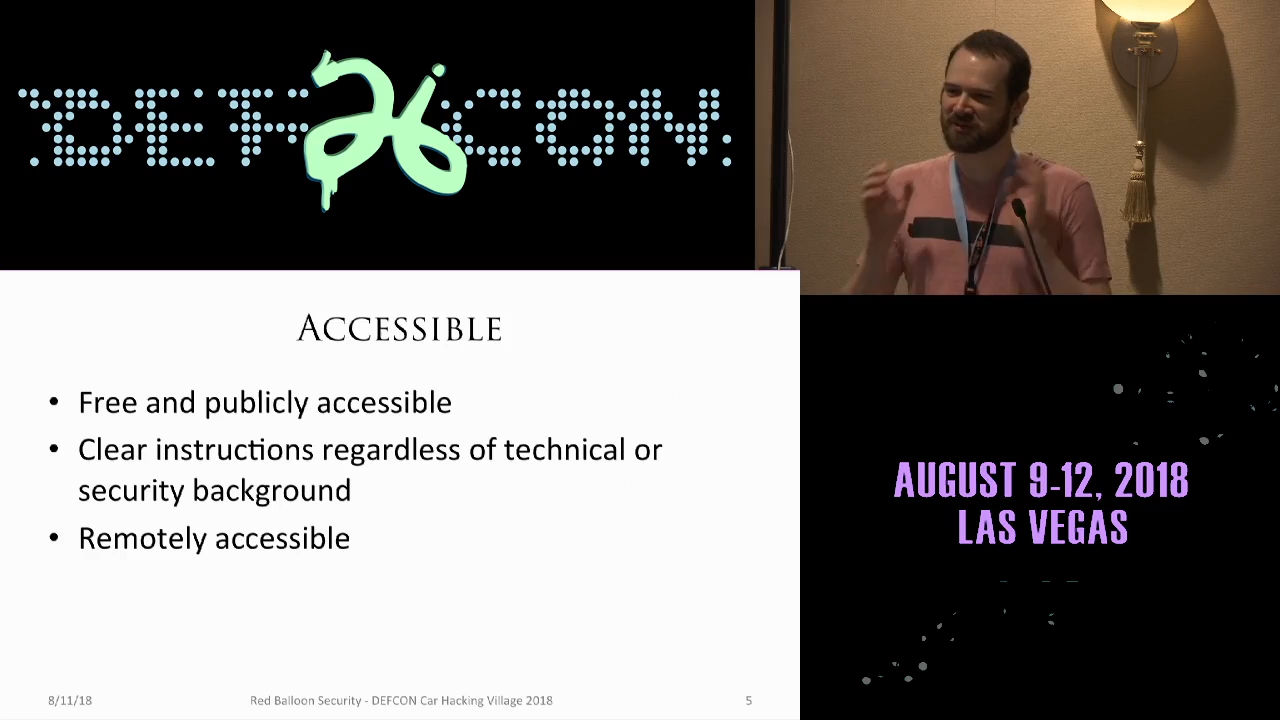 DEF 26 CON
ACCESSIBLE
• Free and publicly accessible
• Clear instructions regardless of technical or
security background
• Remotely accessible
8/11/18 Red Balloon Security - DEFCON Car Hacking Village 2018 5
AUGUST 9-12, 2018
LAS VEGAS